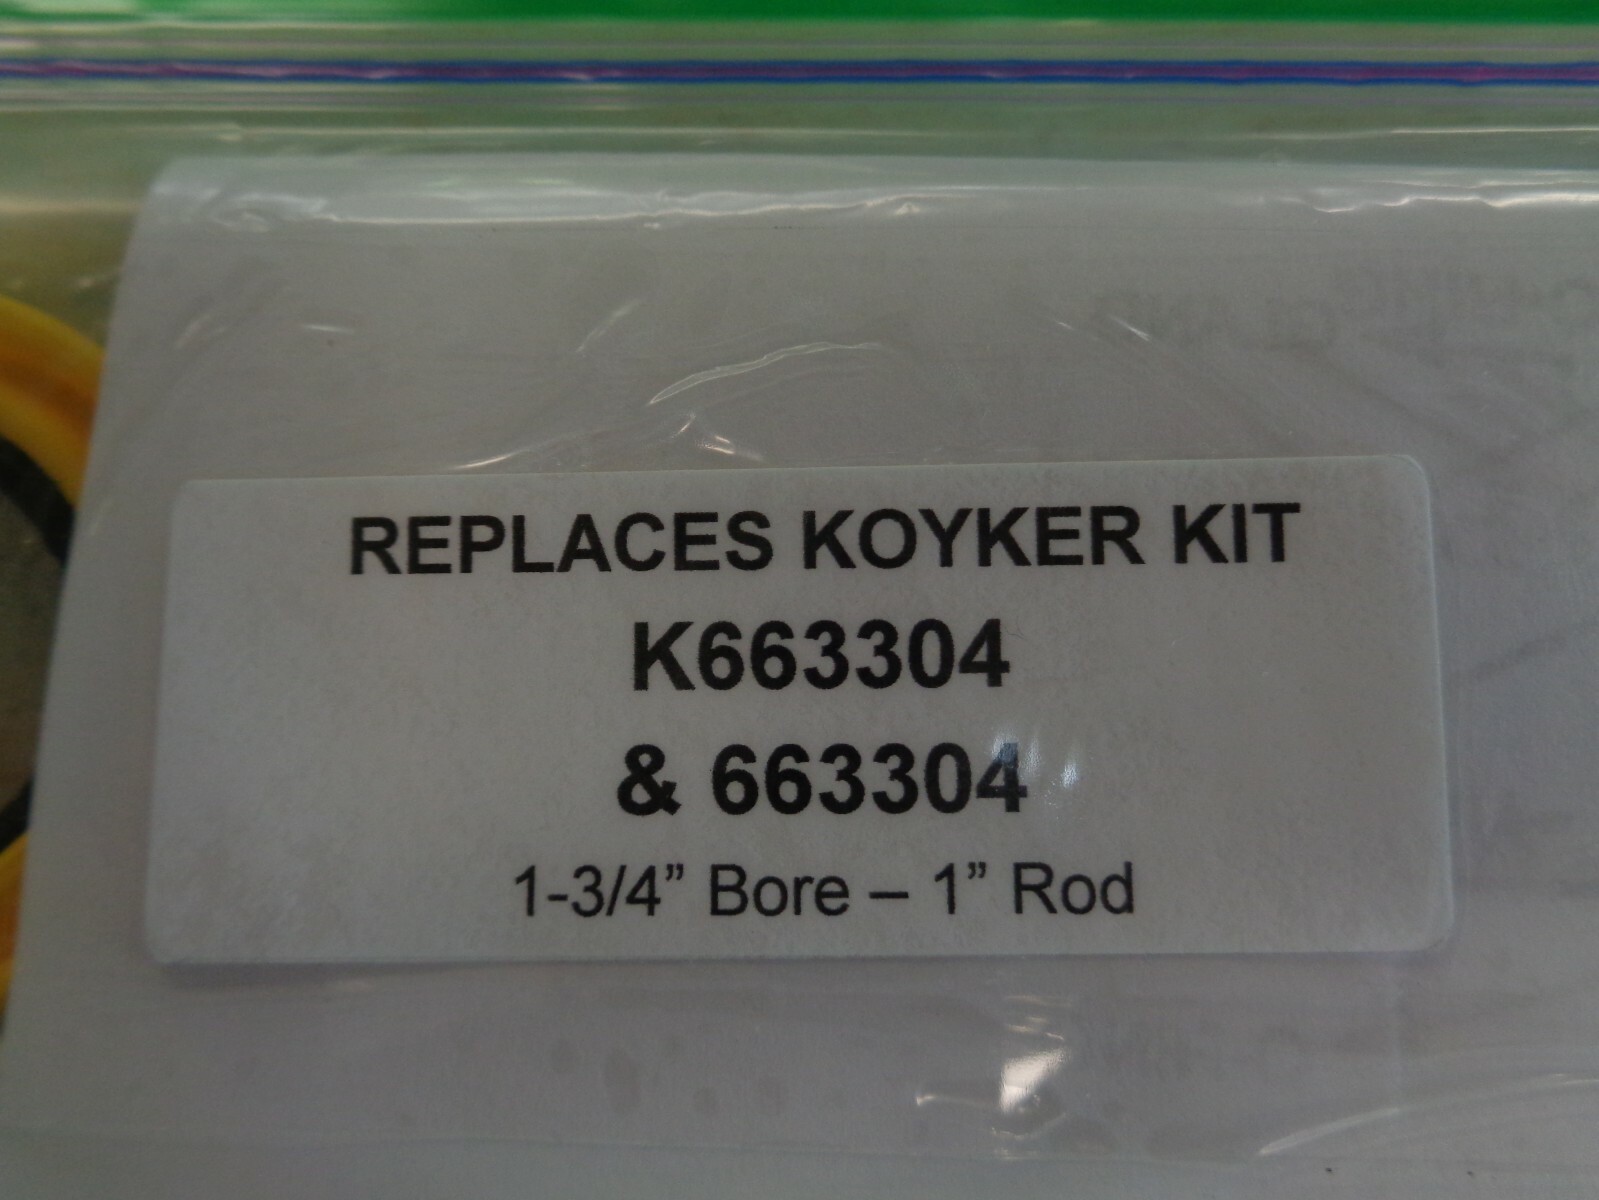 REPLACES KOYKER KIT
K663304
& 663304
1-3/4” Bore – 1” Rod